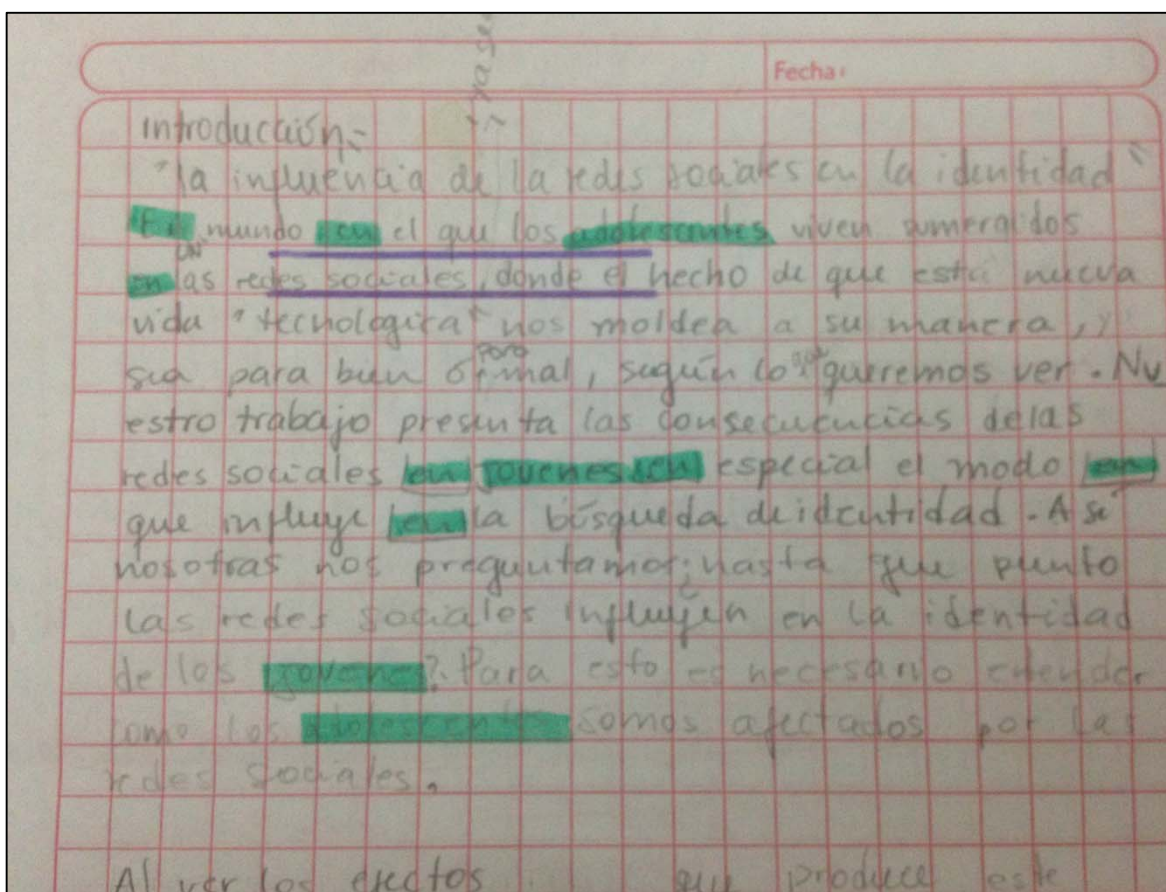 Fecha:
introducción:-
"la influencia de la redes sociales en la identidad"
El mundo en el que los adolescentes viven sumergidos
en las redes sociales, donde el hecho de que esta nueva
vida "tecnologica" nos moldea a su manera, y
sea para bien o para mal, según lo que queremos ver. Nu
estro trabajo presenta las consecuencias delas
redes sociales en jovenes en especial el modo en
que influye en la búsqueda de identidad. Así
nosotras nos preguntamos ¿hasta que punto
las redes sociales influyen en la identidad
de los jovenes? Para esto es necesario entender
como los adolescentes somos afectados por las
redes sociales.
Al ver los efectos que produce este